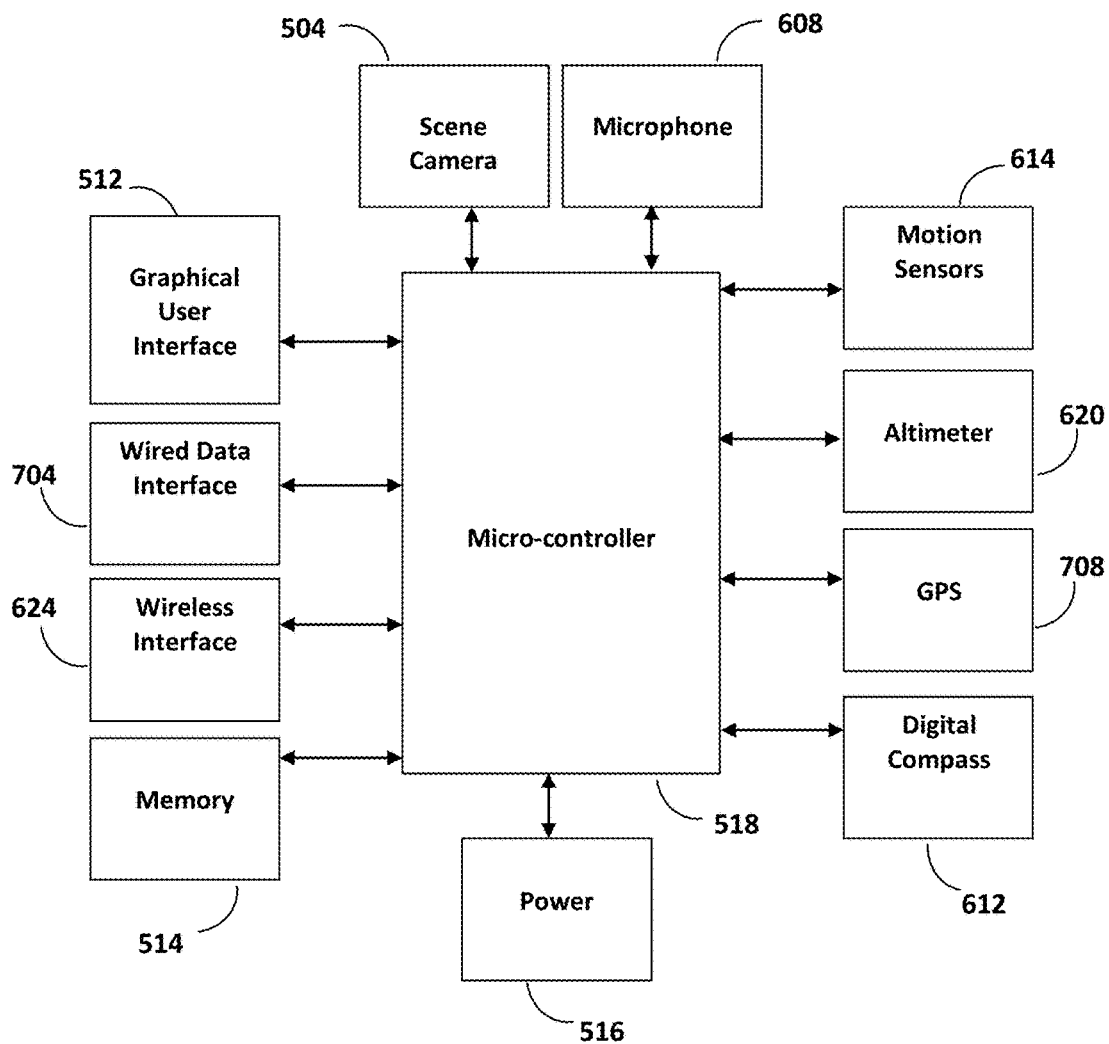 504
608
Scene
Camera
Microphone
512
614
Graphical
User
Interface
Motion
Sensors
704
Wired Data
Interface
Altimeter
620
Micro-controller
624
Wireless
Interface
GPS
708
Memory
514
518
Digital
Compass
612
Power
516